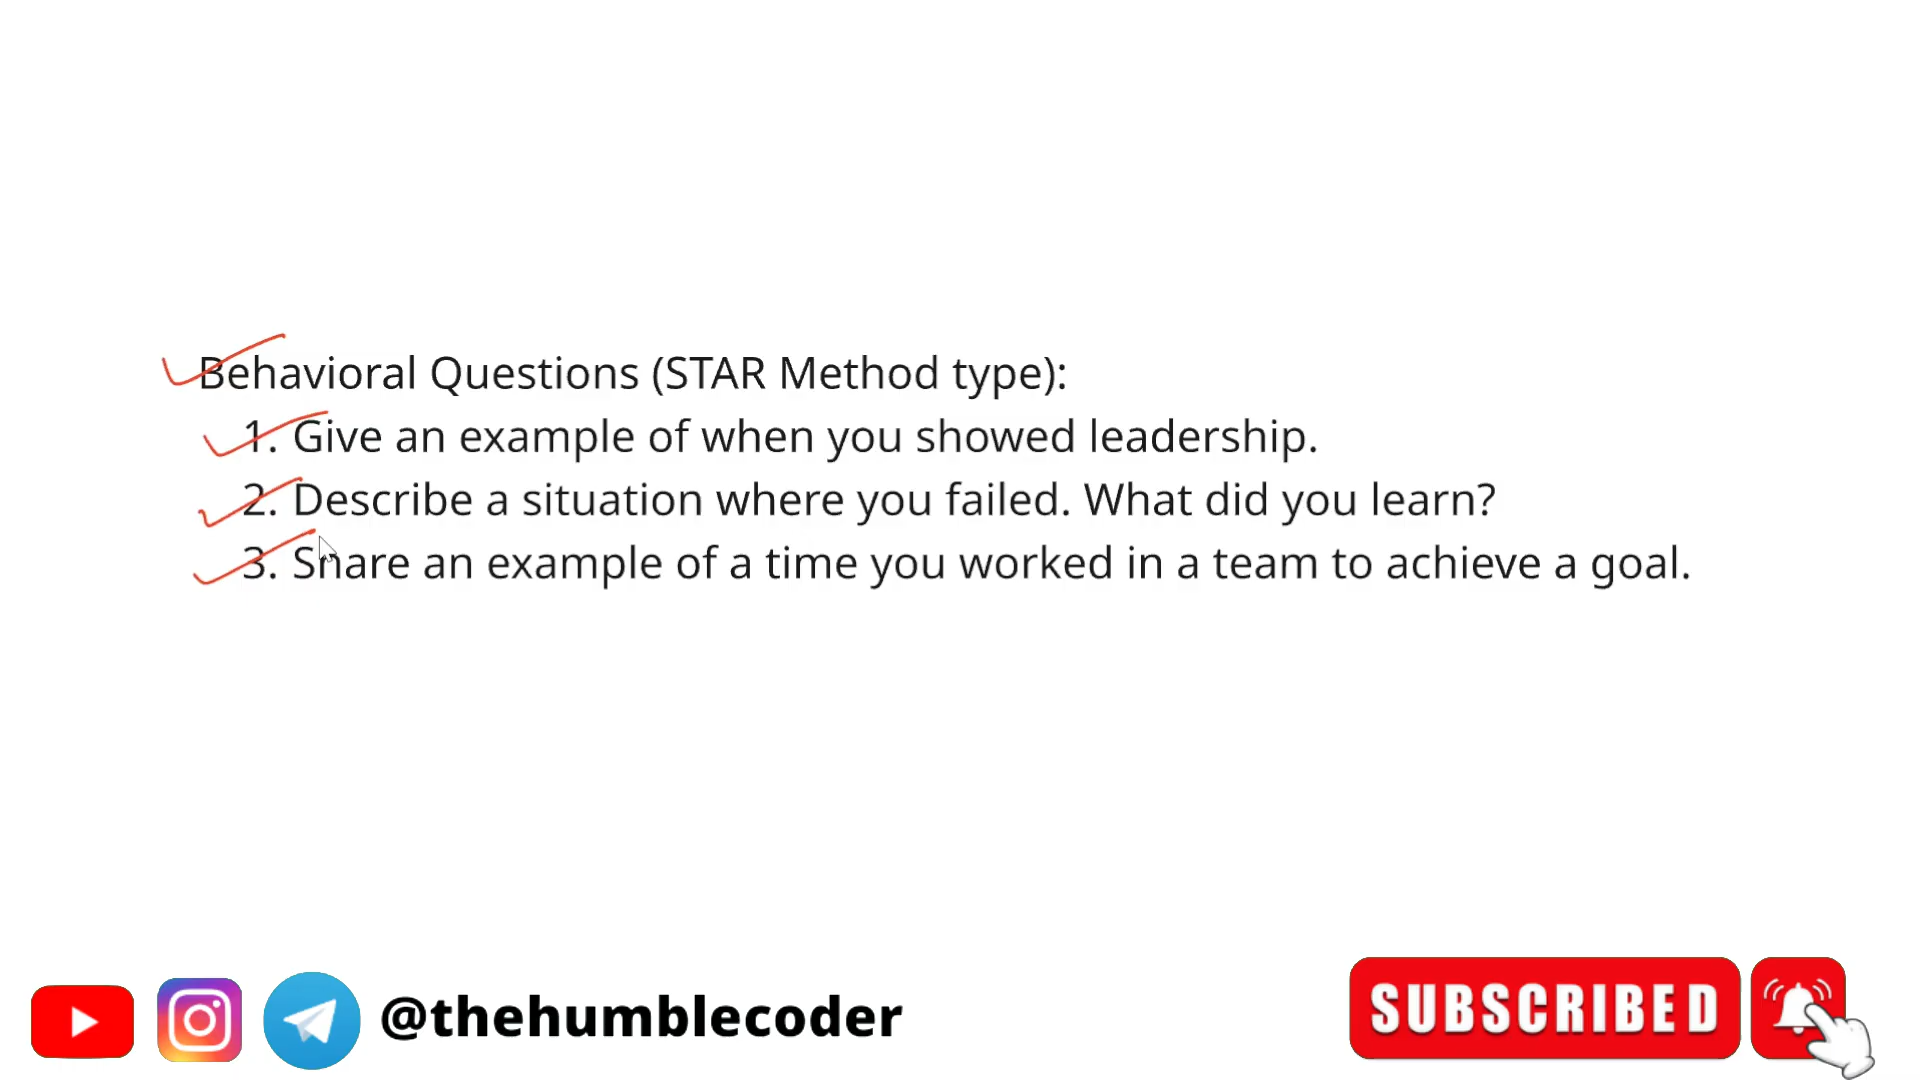 Behavioral Questions (STAR Method type):
1. Give an example of when you showed leadership.
2. Describe a situation where you failed. What did you learn?
3. Share an example of a time you worked in a team to achieve a goal.
@thehumblecoder
SUBSCRIBED